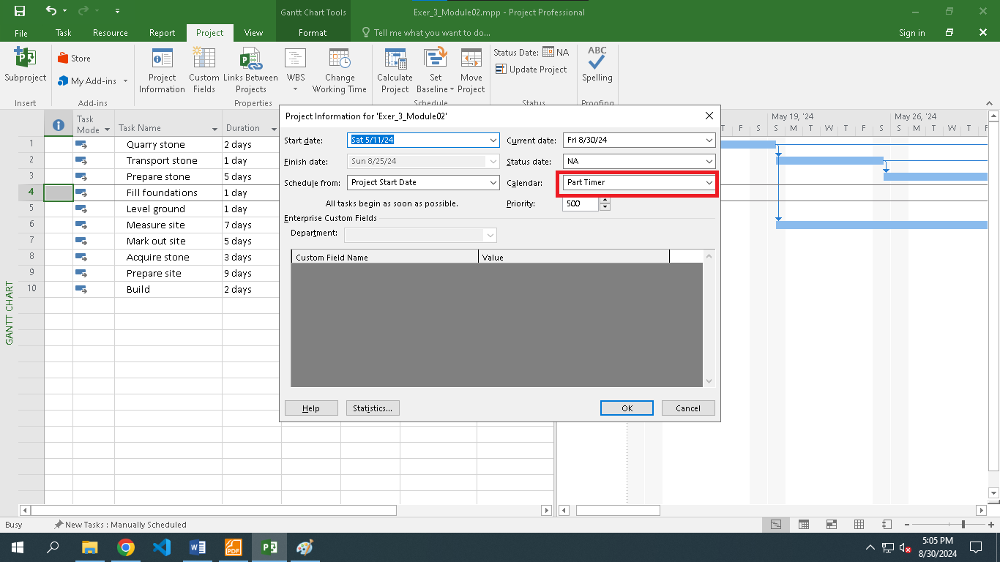 Gantt Chart Tools
Exer_3_Module02.mpp - Project Professional
File Task Resource Report Project View Format Tell me what you want to do... Sign in
Subproject
Store
My Add-ins
Project Information
Custom Fields
Links Between Projects
WBS
Change Working Time
Calculate Project
Set Baseline
Move Project
Status Date: NA
Update Project
ABC
Spelling
Insert Add-ins Properties Schedule Status Proofing
Task Mode Task Name Duration
May 19, '24 May 26, '24
T F S S M T W T F S S M T W T F
1 Quarry stone 2 days
2 Transport stone 1 day
3 Prepare stone 5 days
4 Fill foundations 1 day
5 Level ground 1 day
6 Measure site 7 days
7 Mark out site 5 days
8 Acquire stone 3 days
9 Prepare site 9 days
10 Build 2 days
GANTT CHART
Project Information for 'Exer_3_Module02'
Start date: Sat 5/11/24 Current date: Fri 8/30/24
Finish date: Sun 8/25/24 Status date: NA
Schedule from: Project Start Date Calendar: Part Timer
All tasks begin as soon as possible. Priority: 500
Enterprise Custom Fields
Department:
Custom Field Name Value
Help Statistics... OK Cancel
Busy New Tasks : Manually Scheduled
5:05 PM
8/30/2024